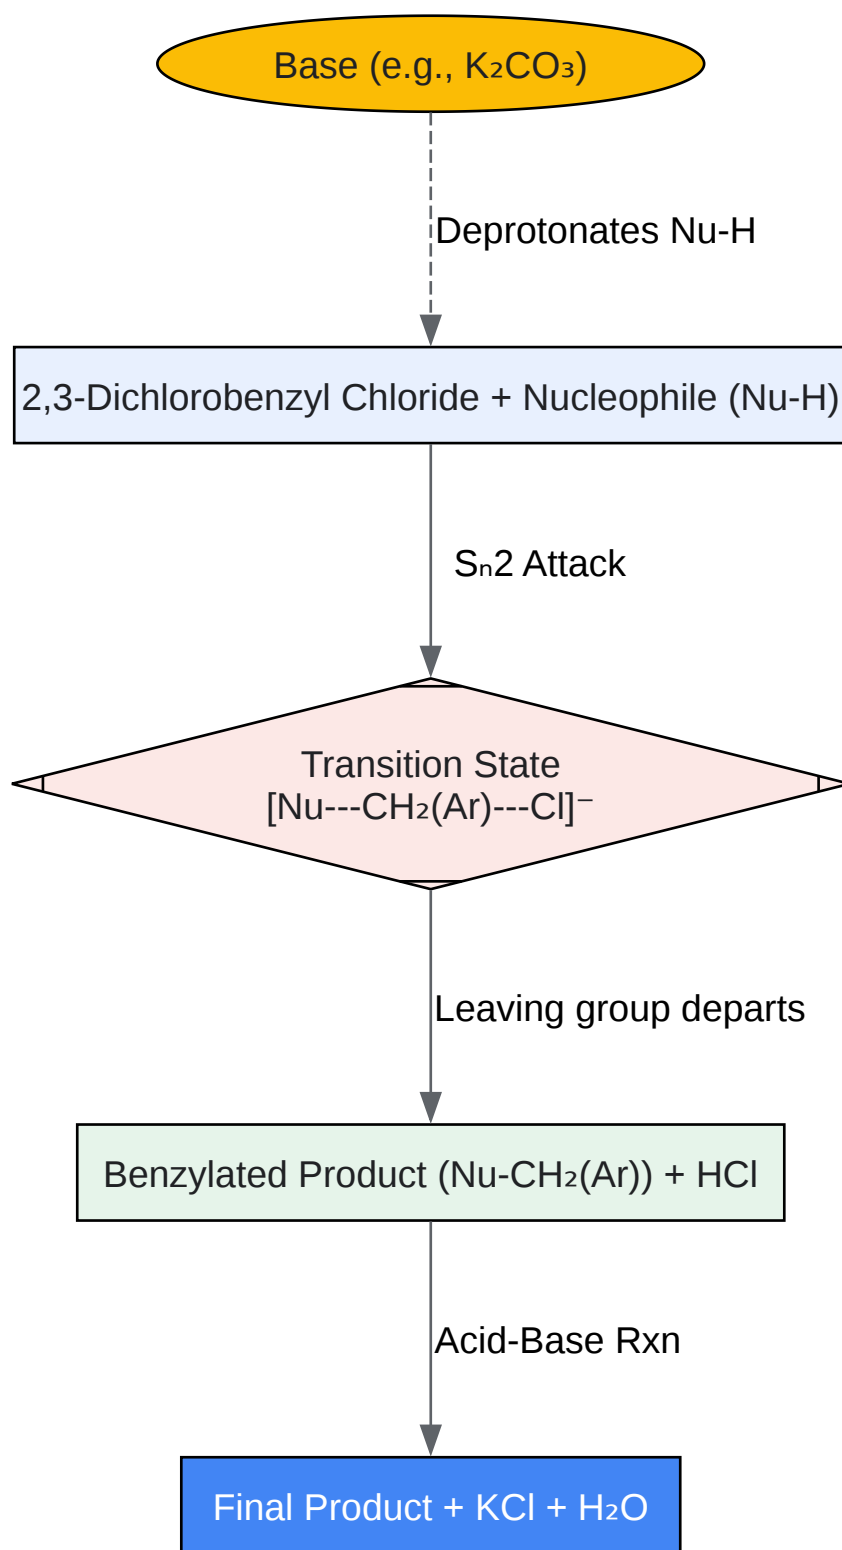 Base (e.g., K₂CO₃)
Deprotonates Nu-H
2,3-Dichlorobenzyl Chloride + Nucleophile (Nu-H)
Sₙ2 Attack
Transition State
[Nu---CH₂(Ar)---Cl]⁻
Leaving group departs
Benzylated Product (Nu-CH₂(Ar)) + HCl
Acid-Base Rxn
Final Product + KCl + H₂O